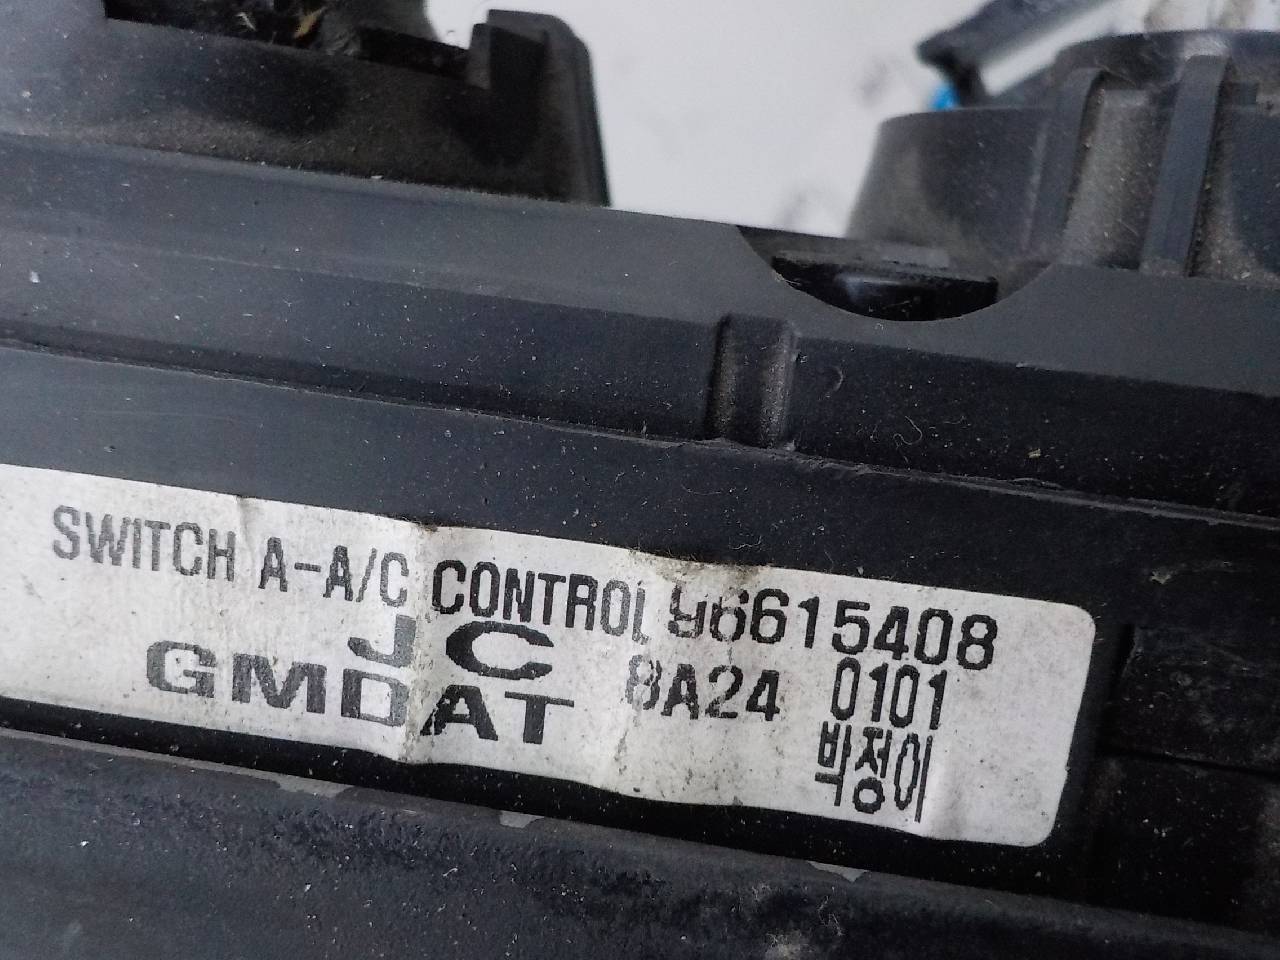 SWITCH A-A/C CONTROL 96615408
JC 8A24 0101
GMDAT 박정이